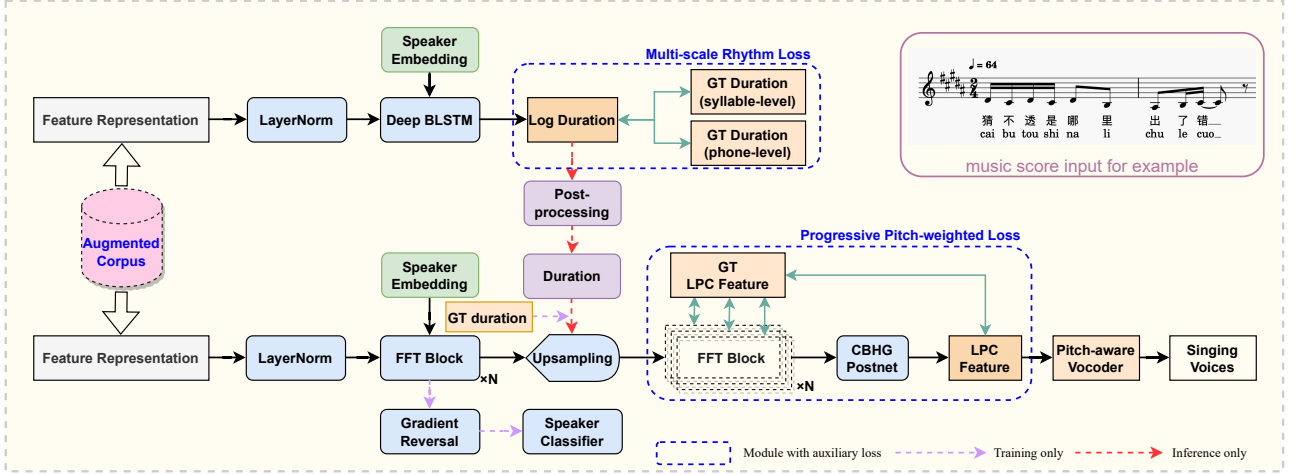 Speaker
Embedding
Multi-scale Rhythm Loss
Feature Representation
LayerNorm
Deep BLSTM
Log Duration
GT Duration
(syllable-level)
GT Duration
(phone-level)
= 64
2
4
猜 不 透 是 哪 里 出 了 错__
cai bu tou shi na li chu le cuo_
music score input for example
Post-
processing
Augmented
Corpus
Progressive Pitch-weighted Loss
Speaker
Embedding
Duration
GT
LPC Feature
GT duration
Feature Representation
LayerNorm
FFT Block
×N
Upsampling
FFT Block
×N
CBHG
Postnet
LPC
Feature
Pitch-aware
Vocoder
Singing
Voices
Gradient
Reversal
Speaker
Classifier
Module with auxiliary loss
Training only
Inference only